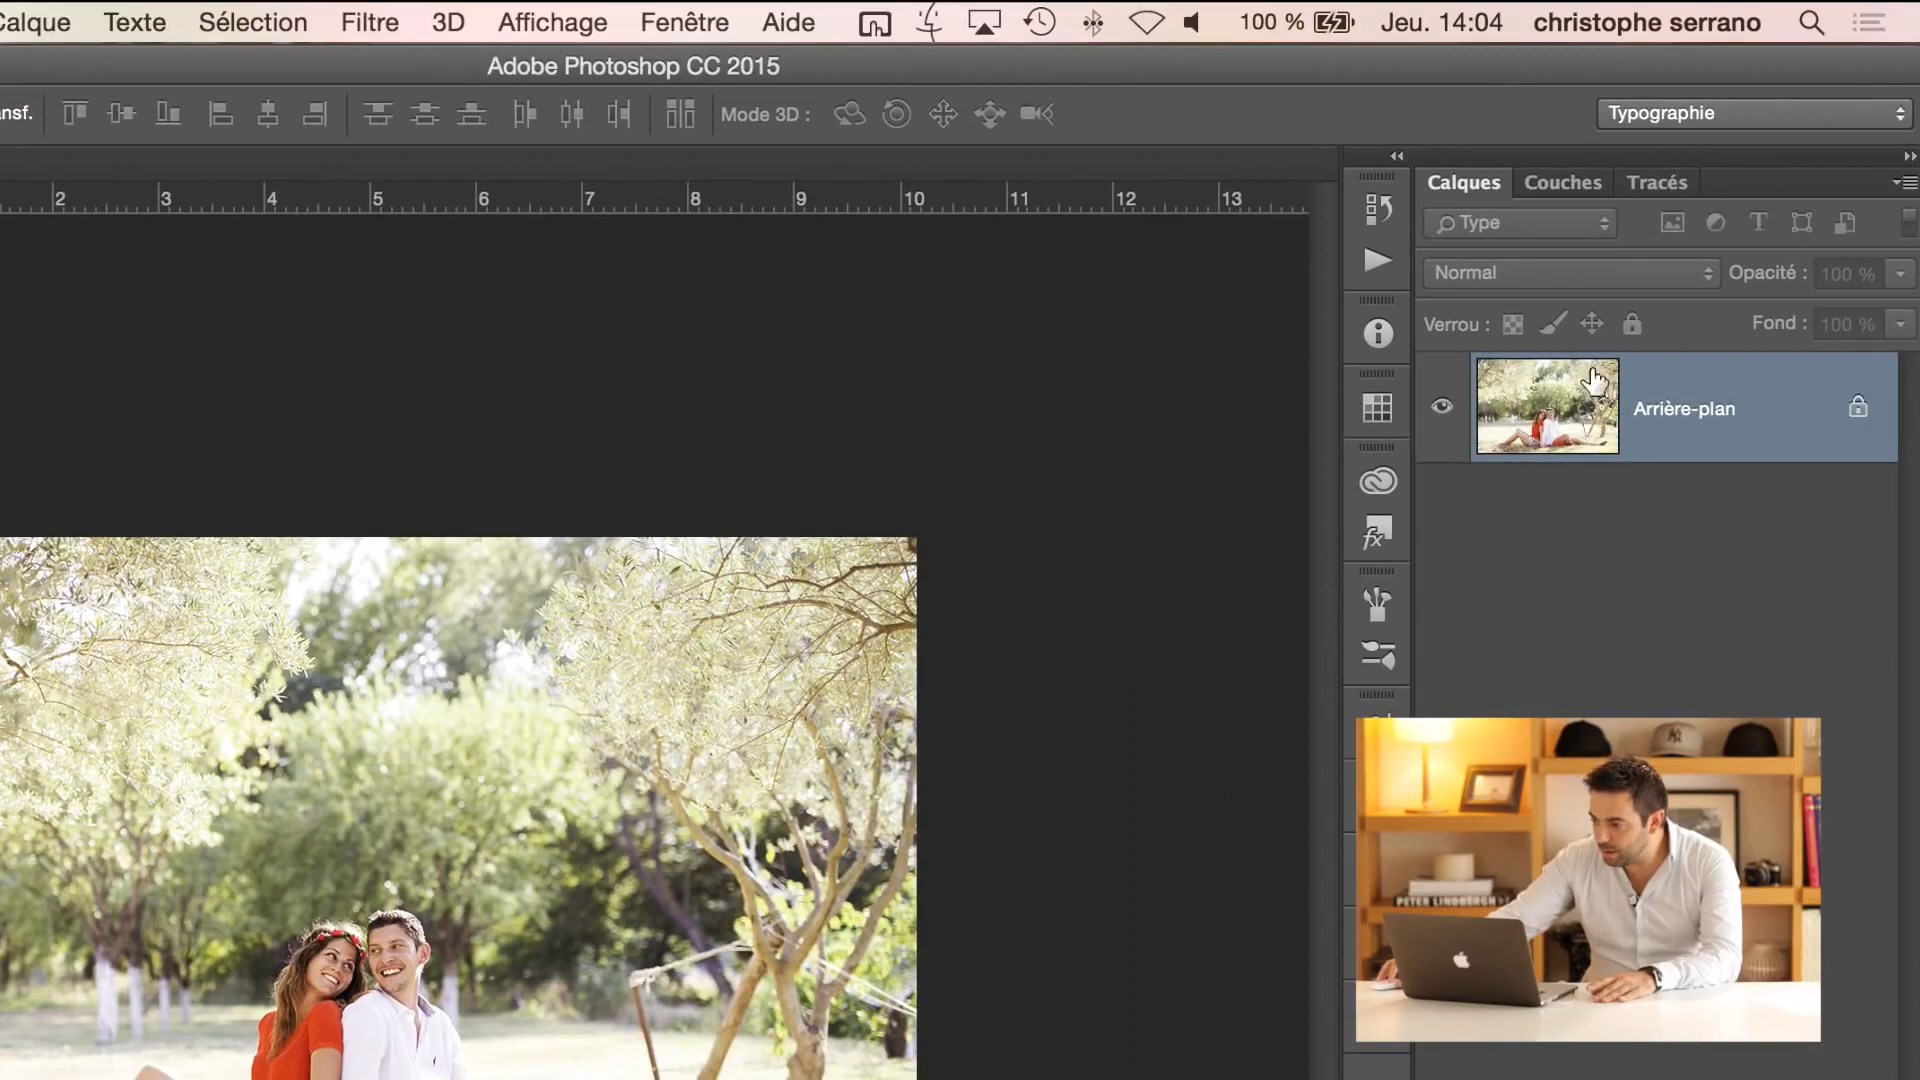 Calque Texte Sélection Filtre 3D Affichage Fenêtre Aide 100 % Jeu. 14:04 christophe serrano
Adobe Photoshop CC 2015
nsf. Mode 3D : Typographie
2 3 4 5 6 7 8 9 10 11 12 13
Calques Couches Tracés
Type
Normal Opacité : 100 %
Verrou : Fond : 100 %
Arrière-plan
PETER LINDBERGH